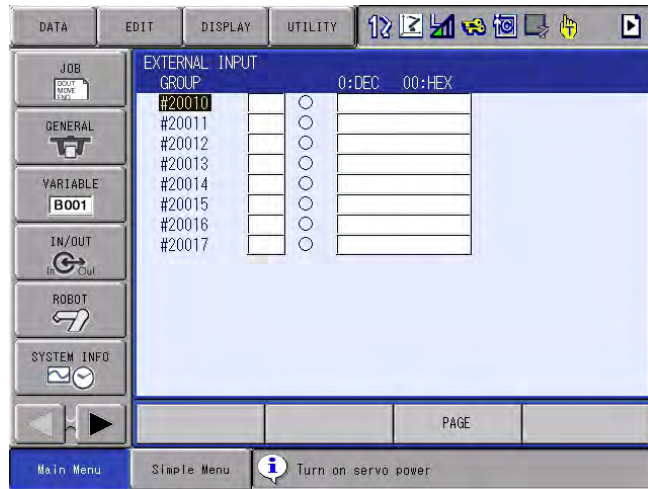 DATA EDIT DISPLAY UTILITY
JOB
DOUT
MOVE
END
GENERAL
VARIABLE
B001
IN/OUT
In Out
ROBOT
SYSTEM INFO
EXTERNAL INPUT
GROUP 0:DEC 00:HEX
#20010
#20011
#20012
#20013
#20014
#20015
#20016
#20017
PAGE
Main Menu Simple Menu Turn on servo power